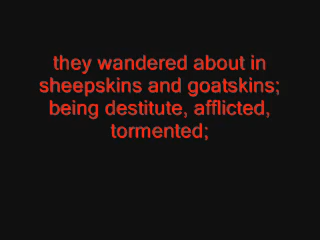 they wandered about in
sheepskins and goatskins;
being destitute, afflicted,
tormented;